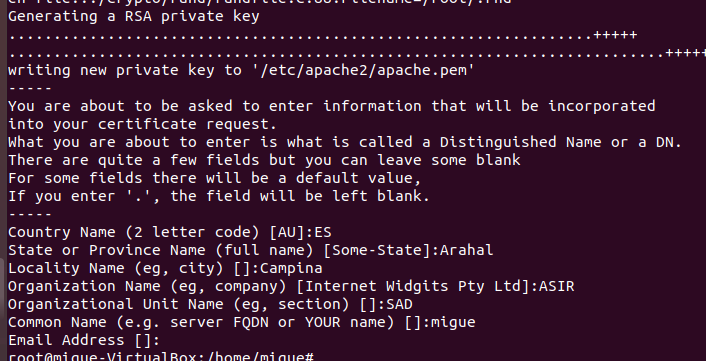 Generating a RSA private key
.................................................................+++++
.........................................................................+++++
writing new private key to '/etc/apache2/apache.pem'
-----
You are about to be asked to enter information that will be incorporated
into your certificate request.
What you are about to enter is what is called a Distinguished Name or a DN.
There are quite a few fields but you can leave some blank
For some fields there will be a default value,
If you enter '.', the field will be left blank.
-----
Country Name (2 letter code) [AU]:ES
State or Province Name (full name) [Some-State]:Arahal
Locality Name (eg, city) []:Campina
Organization Name (eg, company) [Internet Widgits Pty Ltd]:ASIR
Organizational Unit Name (eg, section) []:SAD
Common Name (e.g. server FQDN or YOUR name) []:migue
Email Address []:
root@migue-VirtualBox:/home/migue#